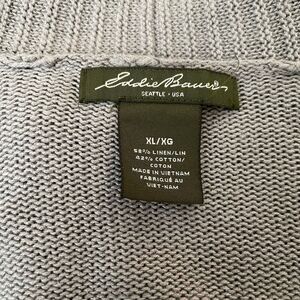 Eddie Bauer
SEATTLE · USA
XL/XG
58% LINEN/LIN
42% COTTON/
COTON
MADE IN VIETNAM
FABRIQUÉ AU
VIET-NAM